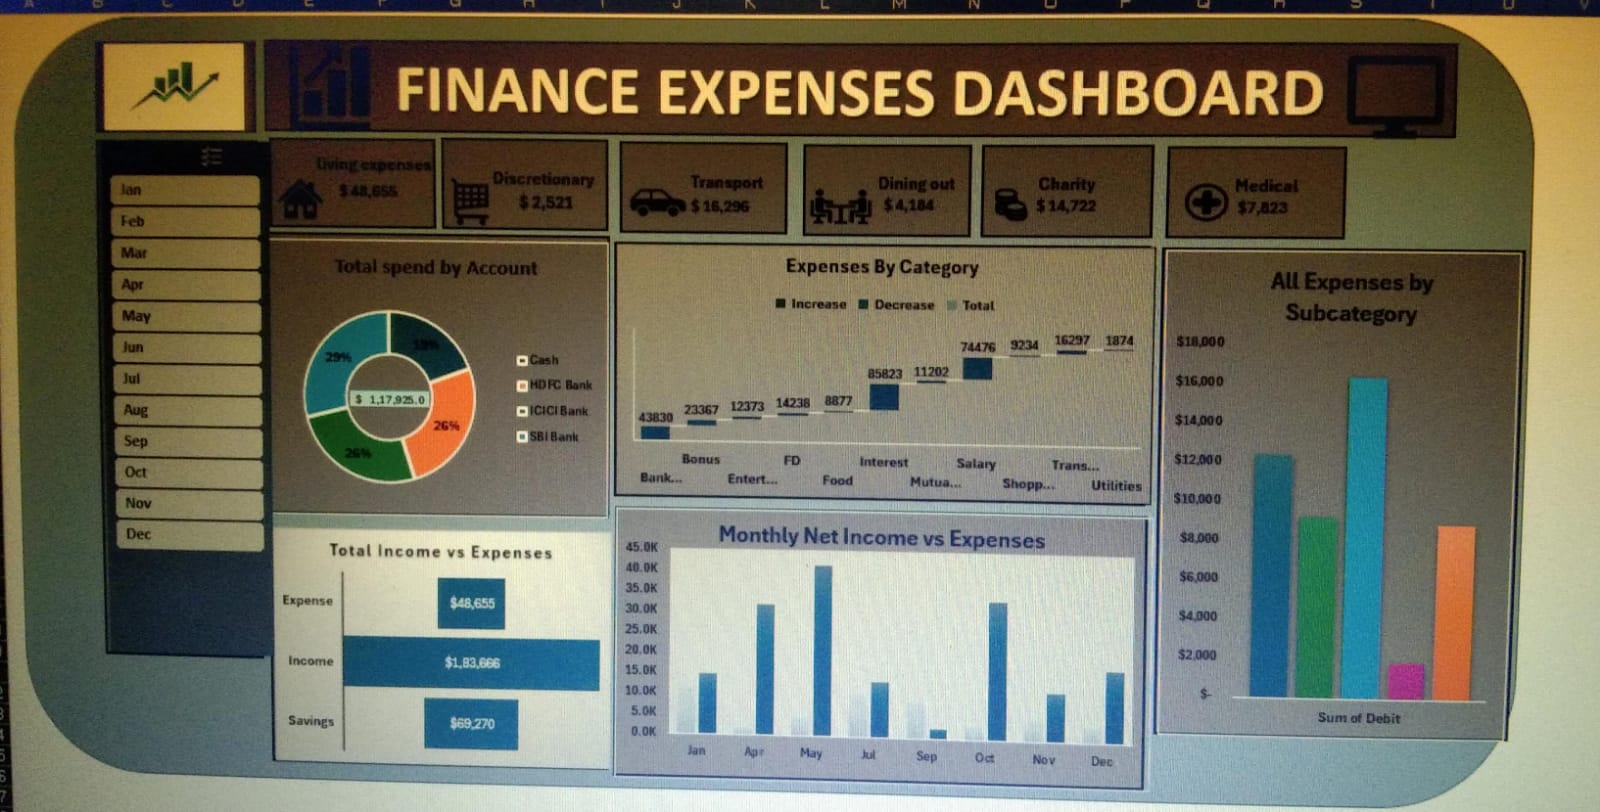 A B C D E F G H I J K L M N O P Q R S T U V
FINANCE EXPENSES DASHBOARD
Living expenses
$ 48,655
Discretionary
$ 2,521
Transport
$ 16,296
Dining out
$ 4,184
Charity
$ 14,722
Medical
$7,823
Jan
Feb
Mar
Apr
May
Jun
Jul
Aug
Sep
Oct
Nov
Dec
Total spend by Account
29%
19%
26%
26%
$ 1,17,925.0
Cash
HDFC Bank
ICICI Bank
SBI Bank
Expenses By Category
Increase Decrease Total
43830 23367 12373 14238 8877 85823 11202 74476 9234 16297 1874
Bank... Bonus Entert... FD Food Interest Mutua... Salary Shopp... Trans... Utilities
All Expenses by
Subcategory
$18,000
$16,000
$14,000
$12,000
$10,000
$8,000
$6,000
$4,000
$2,000
$-
Sum of Debit
Total Income vs Expenses
Expense $48,655
Income $1,83,666
Savings $69,270
Monthly Net Income vs Expenses
45.0K
40.0K
35.0K
30.0K
25.0K
20.0K
15.0K
10.0K
5.0K
0.0K
Jan Apr May Jul Sep Oct Nov Dec